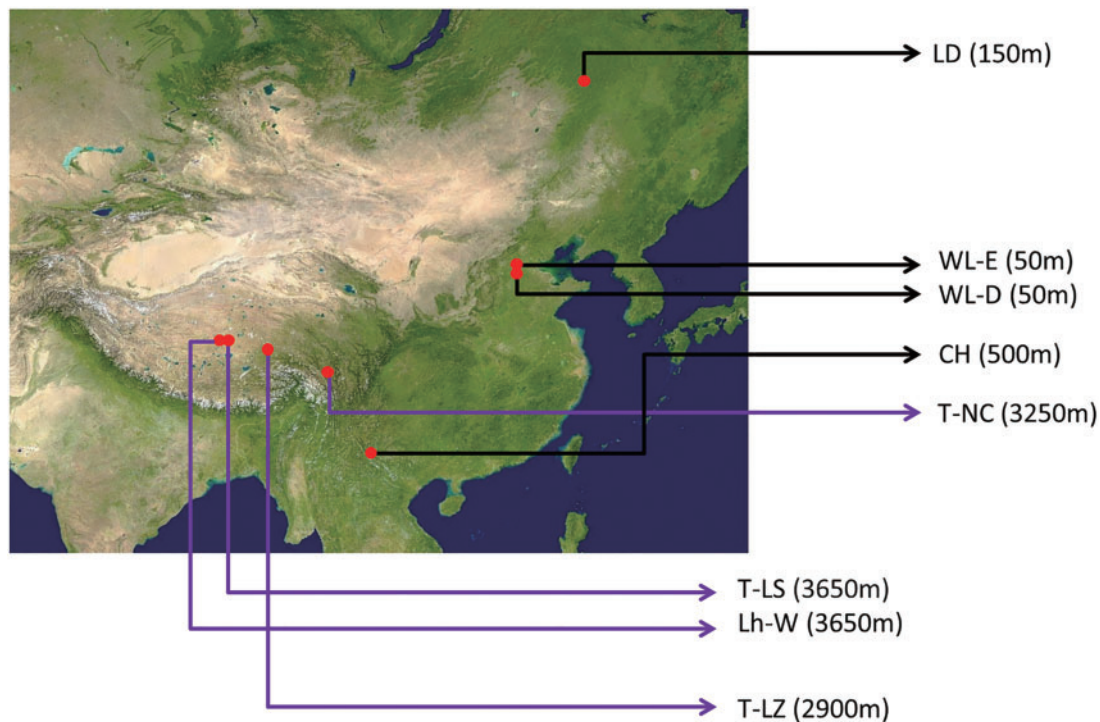 LD (150m)
WL-E (50m)
WL-D (50m)
CH (500m)
T-NC (3250m)
T-LS (3650m)
Lh-W (3650m)
T-LZ (2900m)